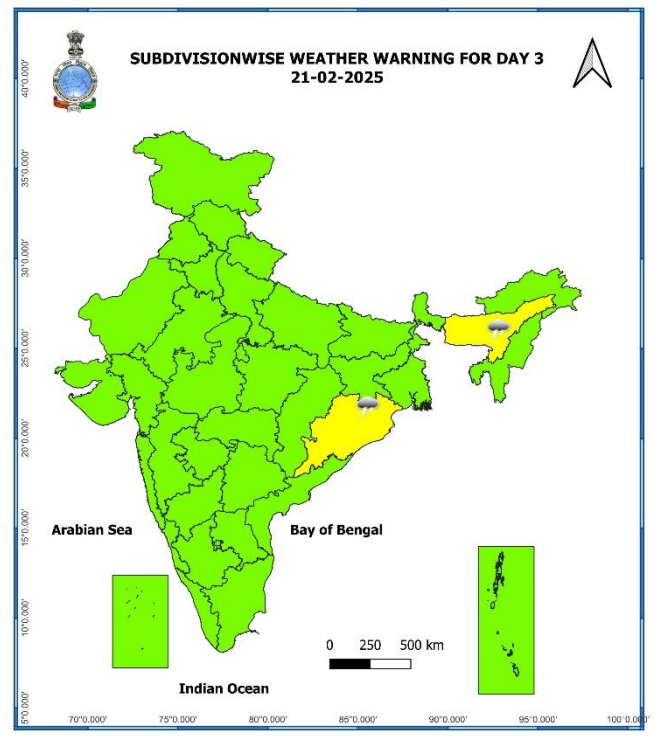 SUBDIVISIONWISE WEATHER WARNING FOR DAY 3
21-02-2025
40°0.000'
35°0.000'
30°0.000'
25°0.000'
20°0.000'
15°0.000'
10°0.000'
5°0.000'
Arabian Sea
Bay of Bengal
0 250 500 km
Indian Ocean
70°0.000' 75°0.000' 80°0.000' 85°0.000' 90°0.000' 95°0.000' 100°0.000'